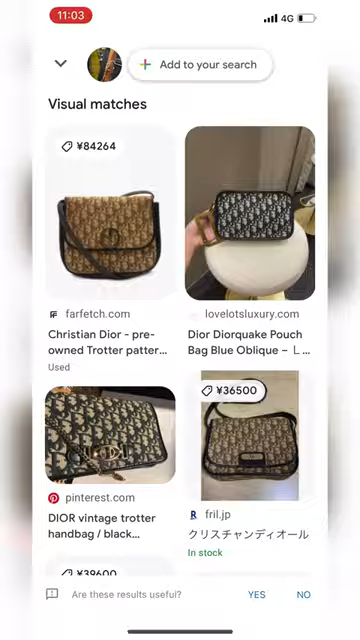 11:03
4G
Add to your search
Visual matches
¥84264
farfetch.com
Christian Dior - pre-
owned Trotter patter...
Used
lovelotsluxury.com
Dior Diorquake Pouch
Bag Blue Oblique – L ...
pinterest.com
DIOR vintage trotter
handbag / black...
¥36500
fril.jp
クリスチャンディオール
In stock
¥39600
Are these results useful?
YES
NO